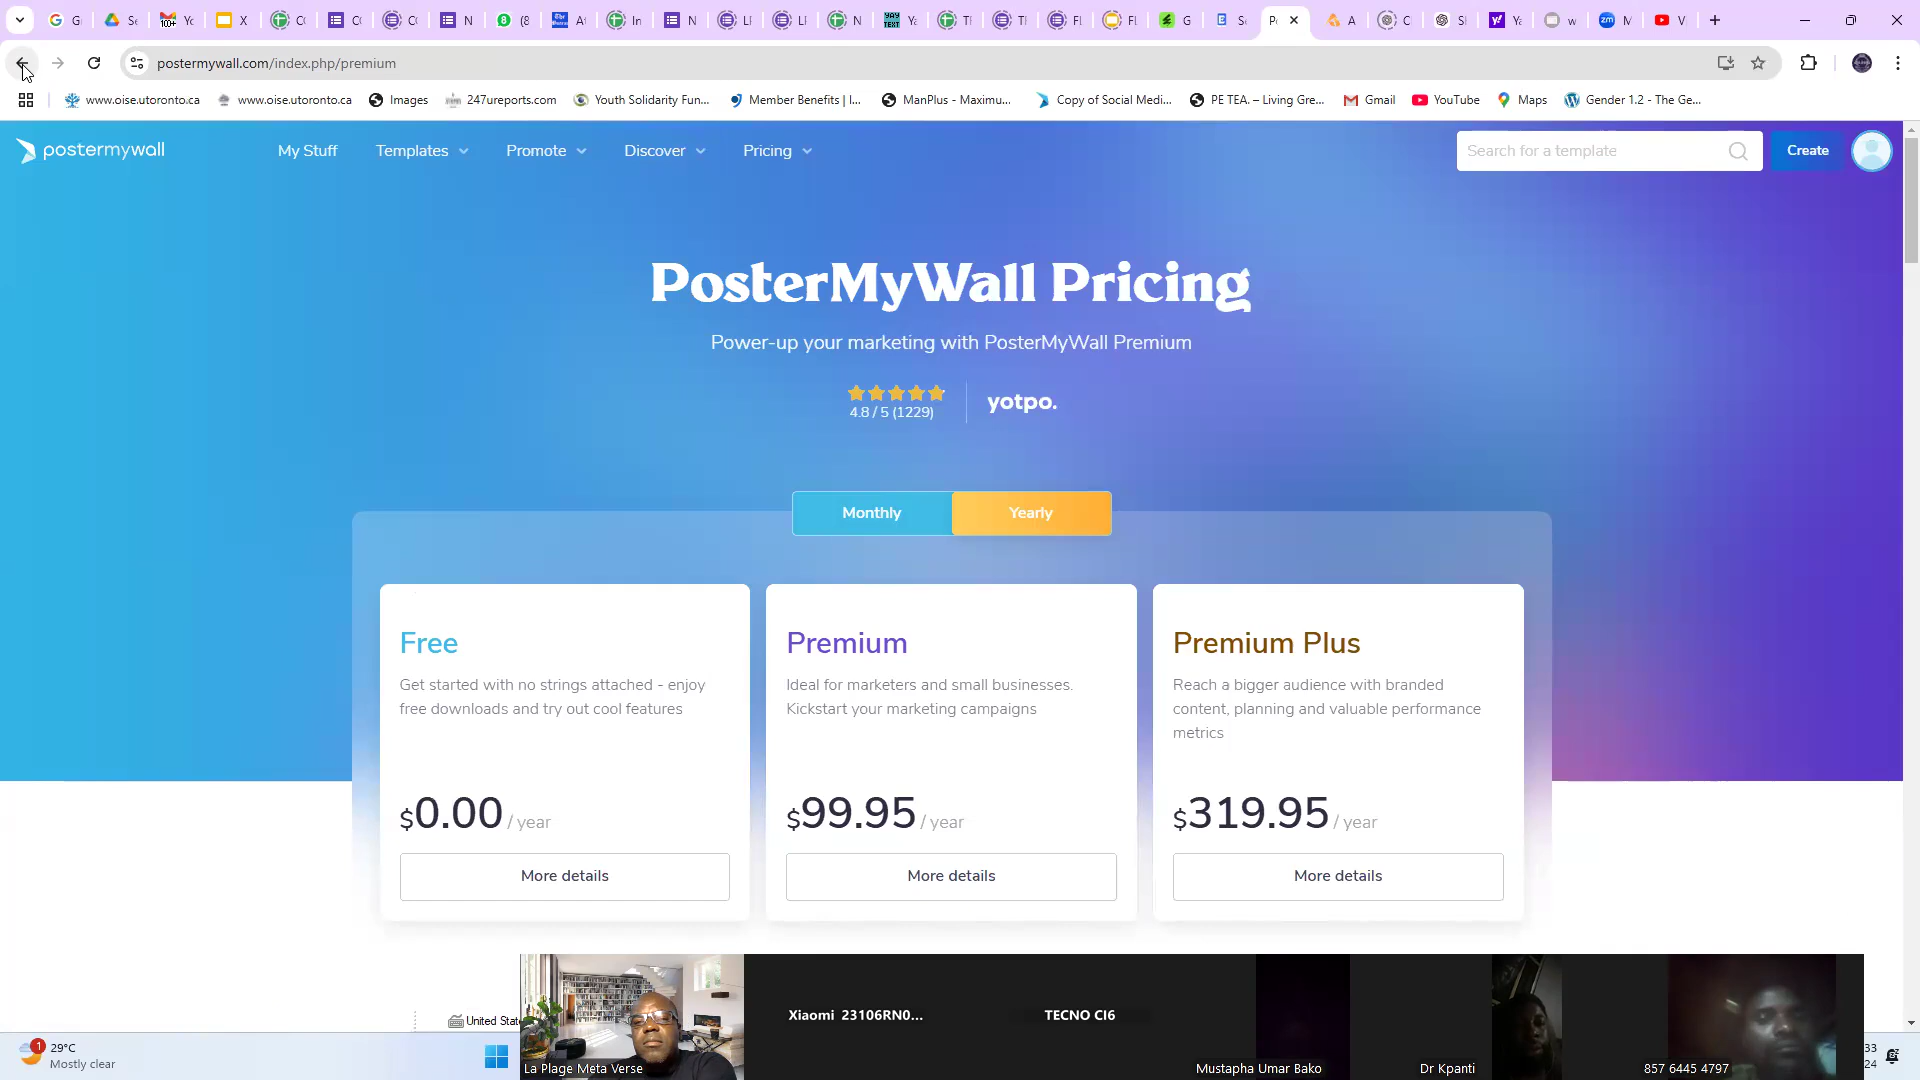 postermywall.com/index.php/premium
www.oise.utoronto.ca
www.oise.utoronto.ca
Images
247ureports.com
Youth Solidarity Fun...
Member Benefits | I...
ManPlus - Maximu...
Copy of Social Medi...
PE TEA. – Living Gre...
Gmail
YouTube
Maps
Gender 1.2 - The Ge...
postermywall
My Stuff
Templates
Promote
Discover
Pricing
Search for a template
Create
PosterMyWall Pricing
Power-up your marketing with PosterMyWall Premium
4.8 / 5 (1229)
yotpo.
Monthly
Yearly
Free
Get started with no strings attached - enjoy
free downloads and try out cool features
$0.00 / year
More details
Premium
Ideal for marketers and small businesses.
Kickstart your marketing campaigns
$99.95 / year
More details
Premium Plus
Reach a bigger audience with branded
content, planning and valuable performance
metrics
$319.95 / year
More details
United State
La Plage Meta Verse
Xiaomi 23106RN0...
TECNO CI6
Mustapha Umar Bako
Dr Kpanti
857 6445 4797
1
29°C
Mostly clear
33
24